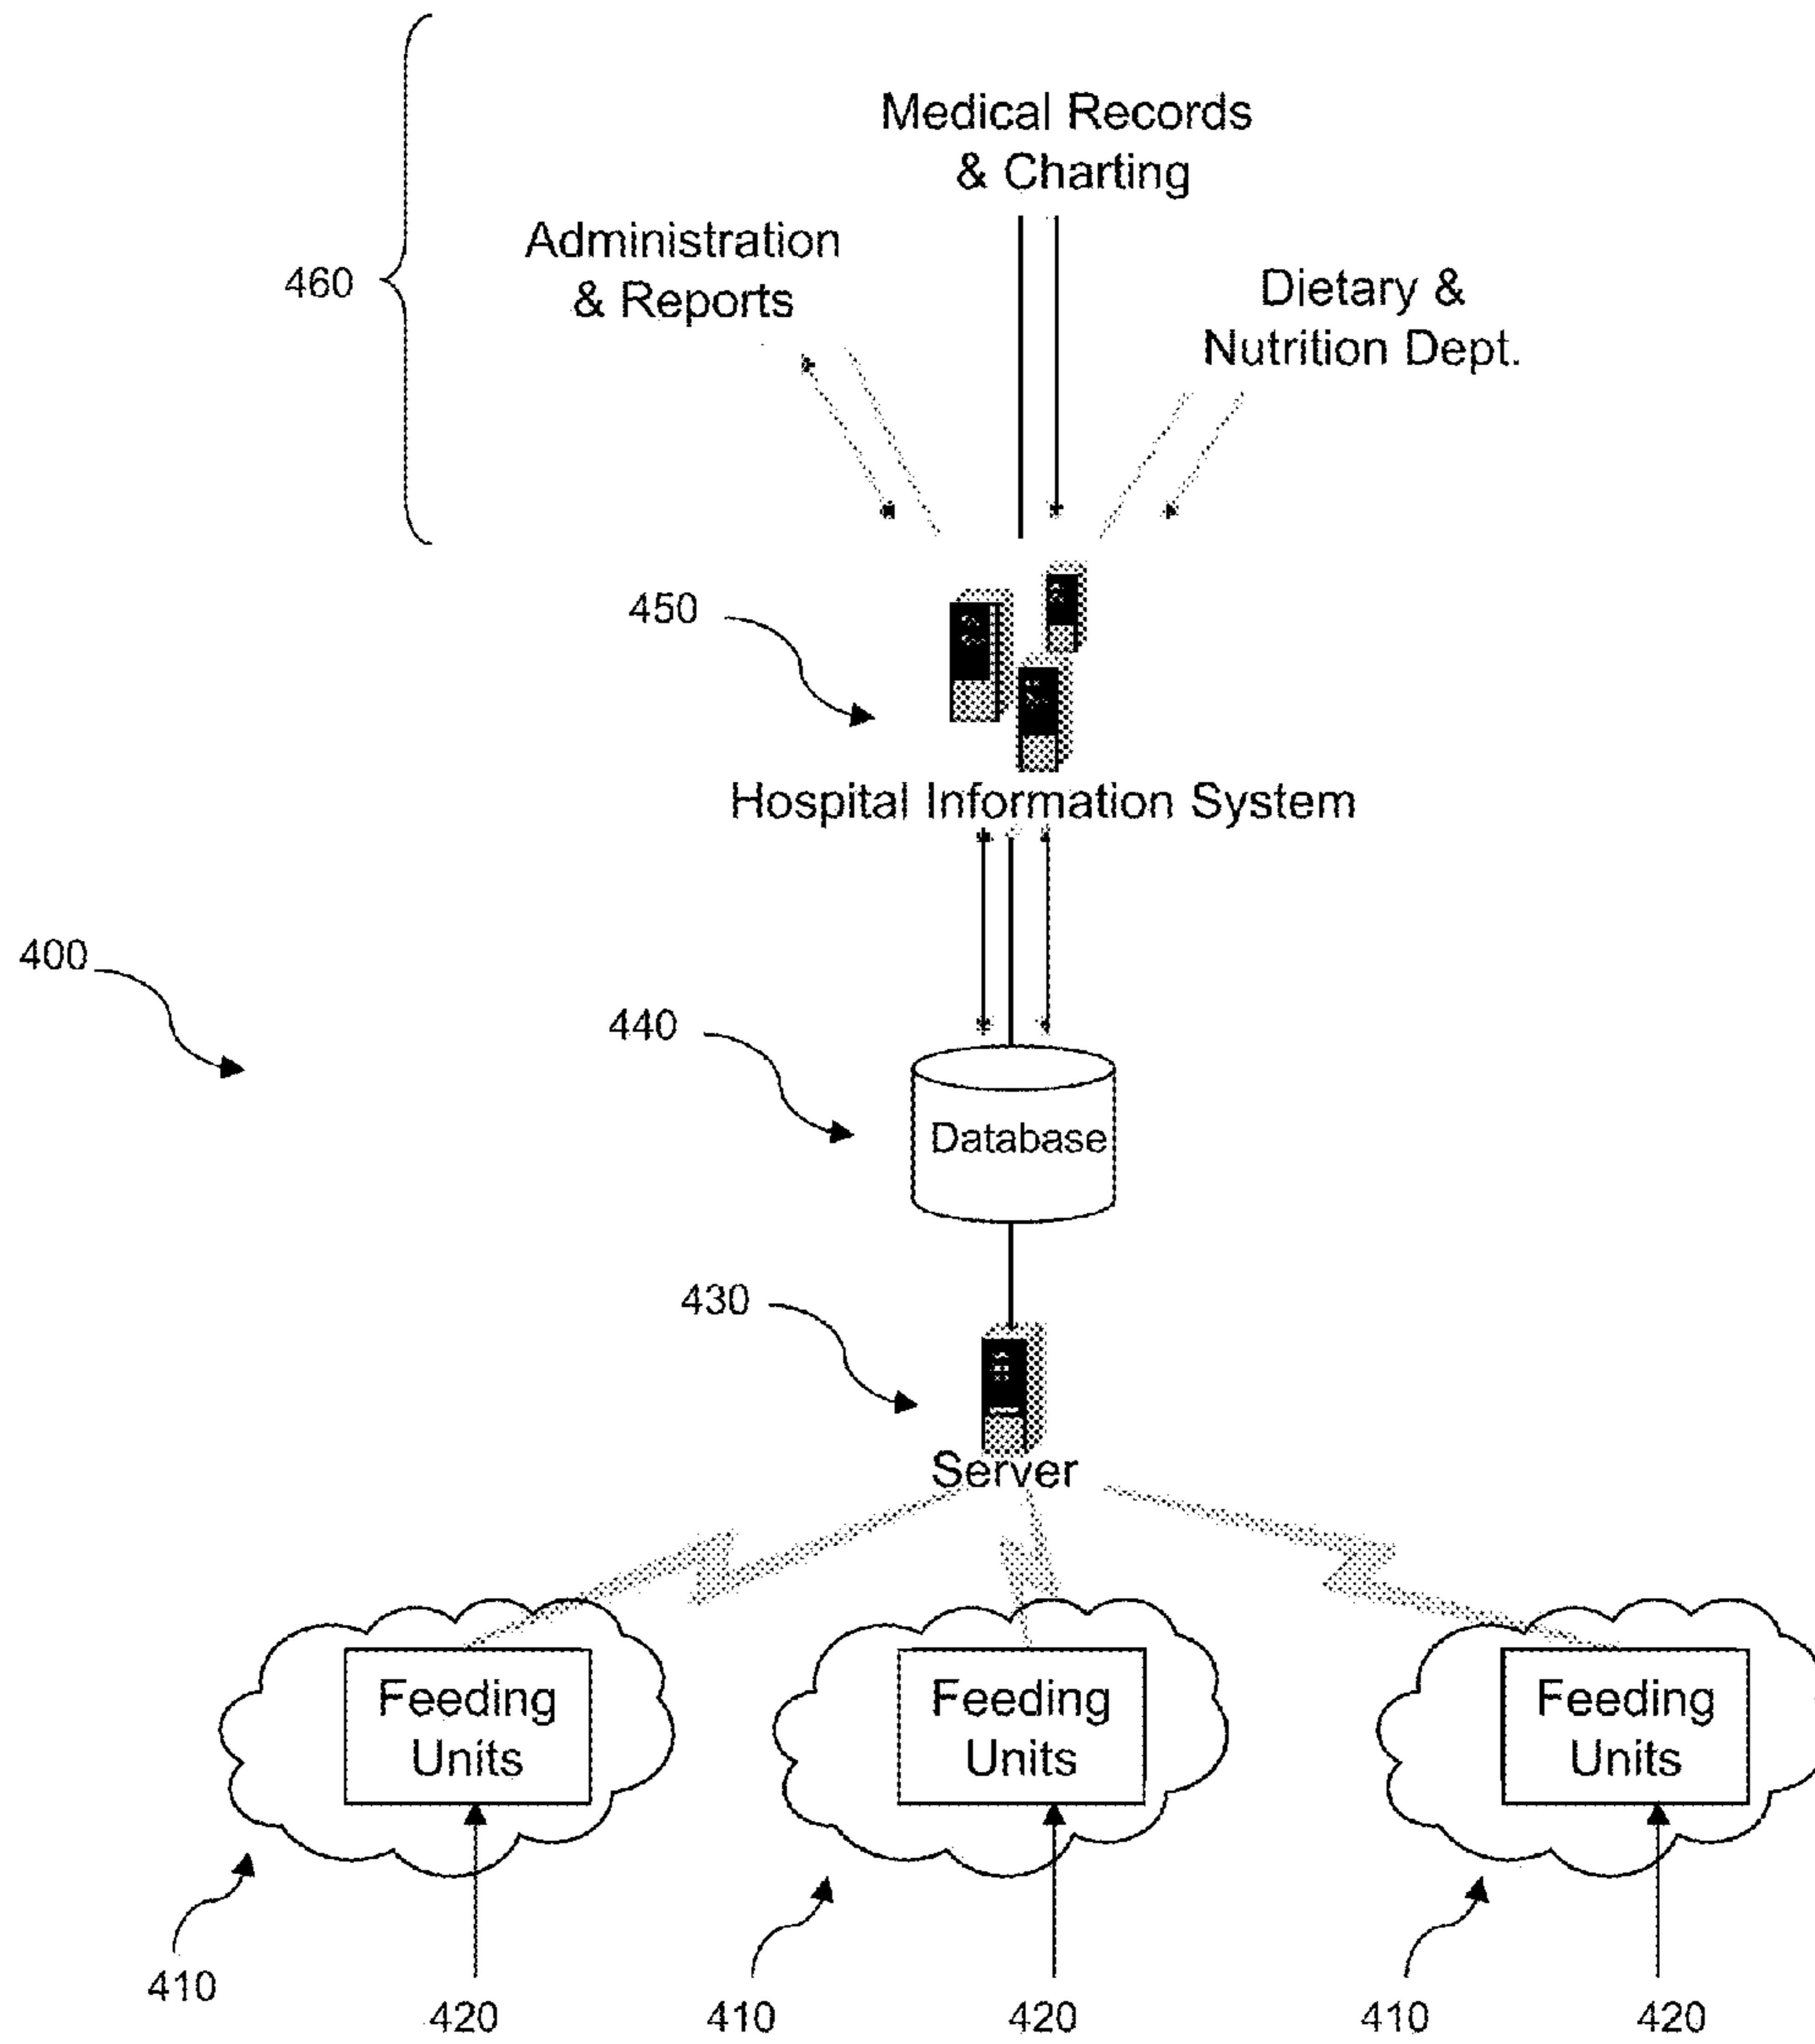 Medical Records
& Charting
Administration
& Reports
460
Dietary &
Nutrition Dept.
450
Hospital Information System
400
440
Database
430
Server
Feeding
Units
Feeding
Units
Feeding
Units
410
420
410
420
410
420